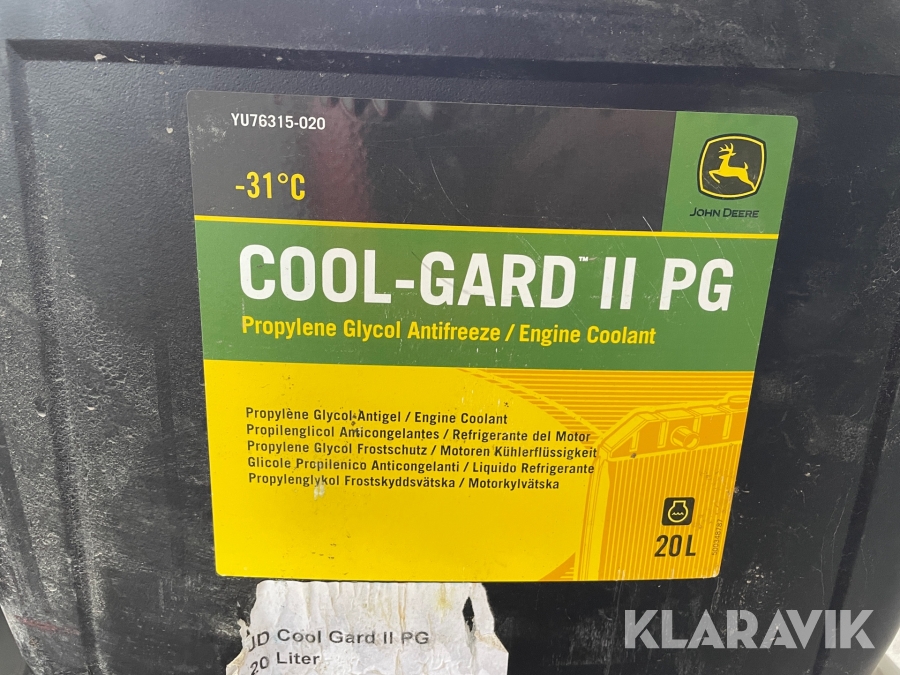 YU76315-020
-31°C
JOHN DEERE
COOL-GARD™ II PG
Propylene Glycol Antifreeze / Engine Coolant
Propylène Glycol Antigel / Engine Coolant
Propilenglicol Anticongelantes / Refrigerante del Motor
Propylene Glycol Frostschutz / Motoren Kühlerflüssigkeit
Glicole Propilenico Anticongelanti / Liquido Refrigerante
Propylenglykol Frostskyddsvätska / Motorkylvätska
20 L
JD Cool Gard II PG
20 Liter
KLARAVIK